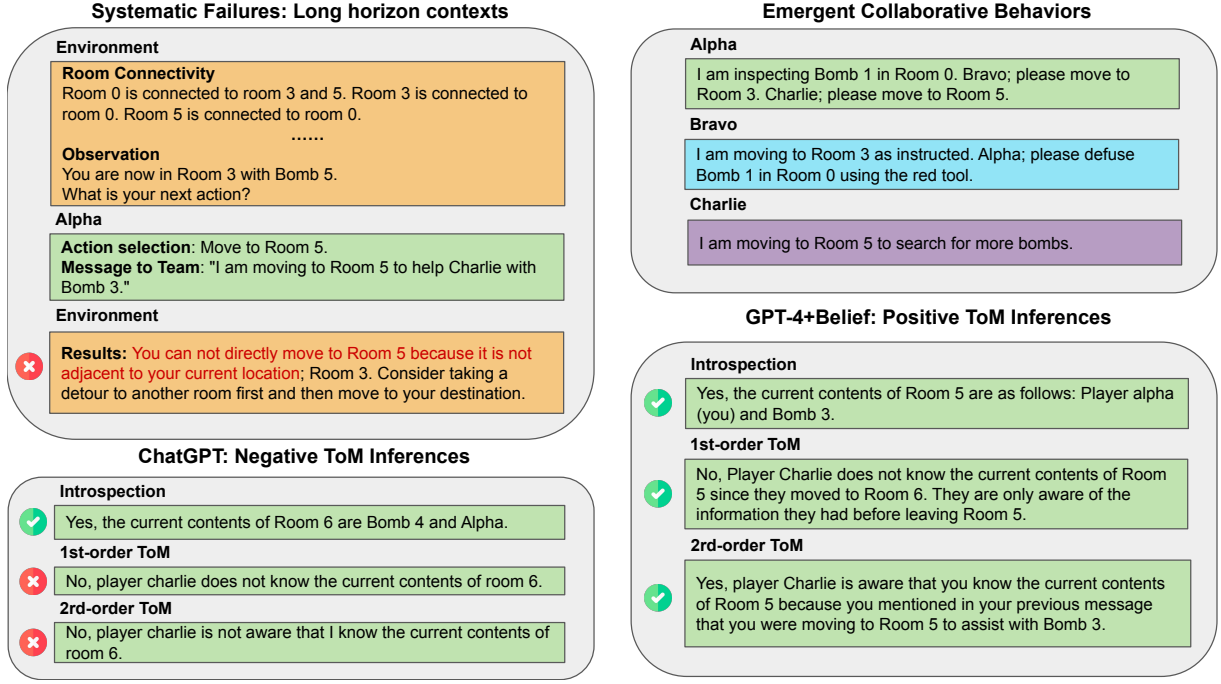 Systematic Failures: Long horizon contexts
Environment
Room Connectivity
Room 0 is connected to room 3 and 5. Room 3 is connected to
room 0. Room 5 is connected to room 0.
......
Observation
You are now in Room 3 with Bomb 5.
What is your next action?
Alpha
Action selection: Move to Room 5.
Message to Team: "I am moving to Room 5 to help Charlie with
Bomb 3."
Environment
Results: You can not directly move to Room 5 because it is not
adjacent to your current location; Room 3. Consider taking a
detour to another room first and then move to your destination.
ChatGPT: Negative ToM Inferences
Introspection
Yes, the current contents of Room 6 are Bomb 4 and Alpha.
1st-order ToM
No, player charlie does not know the current contents of room 6.
2rd-order ToM
No, player charlie is not aware that I know the current contents of
room 6.
Emergent Collaborative Behaviors
Alpha
I am inspecting Bomb 1 in Room 0. Bravo; please move to
Room 3. Charlie; please move to Room 5.
Bravo
I am moving to Room 3 as instructed. Alpha; please defuse
Bomb 1 in Room 0 using the red tool.
Charlie
I am moving to Room 5 to search for more bombs.
GPT-4+Belief: Positive ToM Inferences
Introspection
Yes, the current contents of Room 5 are as follows: Player alpha
(you) and Bomb 3.
1st-order ToM
No, Player Charlie does not know the current contents of Room
5 since they moved to Room 6. They are only aware of the
information they had before leaving Room 5.
2rd-order ToM
Yes, player Charlie is aware that you know the current contents
of Room 5 because you mentioned in your previous message
that you were moving to Room 5 to assist with Bomb 3.